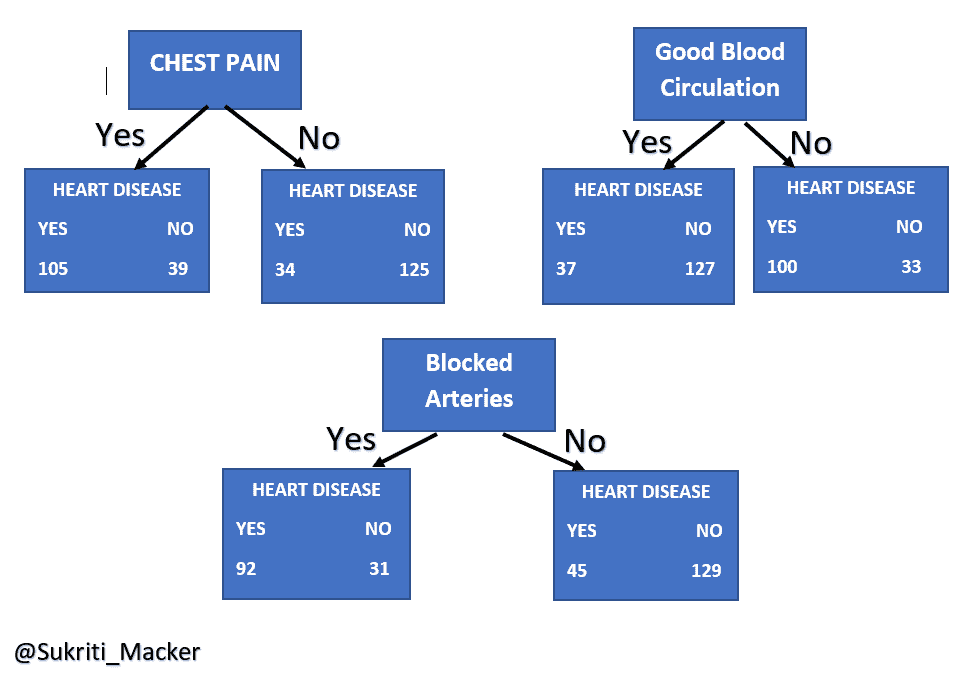 CHEST PAIN
Yes
No
HEART DISEASE
YES NO
105 39
HEART DISEASE
YES NO
34 125
Good Blood
Circulation
Yes
No
HEART DISEASE
YES NO
37 127
HEART DISEASE
YES NO
100 33
Blocked
Arteries
Yes
No
HEART DISEASE
YES NO
92 31
HEART DISEASE
YES NO
45 129
@Sukriti_Macker